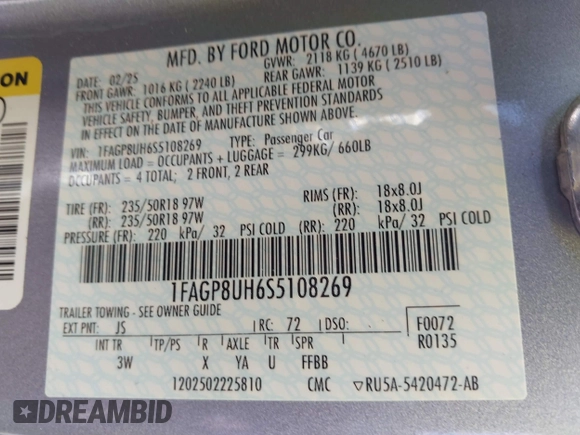 ON
MFD. BY FORD MOTOR CO.
DATE: 02/25 GVWR: 2118 KG ( 4670 LB)
FRONT GAWR: 1016 KG ( 2240 LB) REAR GAWR: 1139 KG ( 2510 LB)
THIS VEHICLE CONFORMS TO ALL APPLICABLE FEDERAL MOTOR
VEHICLE SAFETY, BUMPER, AND THEFT PREVENTION STANDARDS
IN EFFECT ON THE DATE OF MANUFACTURE SHOWN ABOVE.
VIN: 1FAGP8UH6S5108269 TYPE: Passenger Car
MAXIMUM LOAD = OCCUPANTS + LUGGAGE = 299KG/ 660LB
OCCUPANTS = 4 TOTAL; 2 FRONT, 2 REAR
TIRE (FR): 235/50R18 97W RIMS (FR): 18x8.0J
(RR): 235/50R18 97W (RR): 18x8.0J
PRESSURE (FR): 220 kPa/ 32 PSI COLD (RR): 220 kPa/ 32 PSI COLD
1FAGP8UH6S5108269
TRAILER TOWING - SEE OWNER GUIDE
EXT PNT: JS RC: 72 DSO: F0072
R0135
INT TR TP/PS R AXLE TR SPR
3W X YA U FFBB
1202502225810 CMC ▽RU5A-5420472-AB
DREAMBID